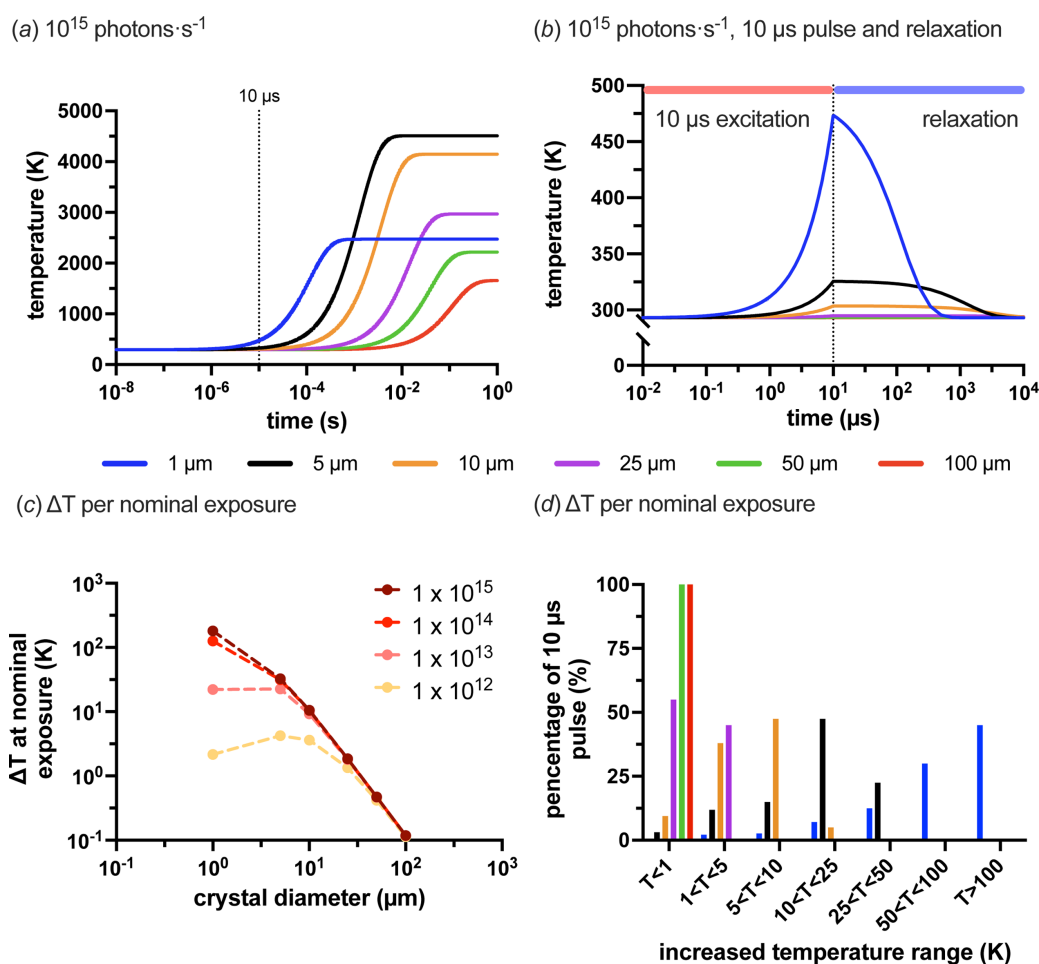 (a) 10¹⁵ photons·s⁻¹
(b) 10¹⁵ photons·s⁻¹, 10 µs pulse and relaxation
10 µs
5000
4000
3000
2000
1000
0
temperature (K)
10⁻⁸
10⁻⁶
10⁻⁴
10⁻²
10⁰
time (s)
500
450
400
350
300
0
temperature (K)
10 µs excitation
relaxation
10⁻²
10⁻¹
10⁰
10¹
10²
10³
10⁴
time (µs)
1 µm
5 µm
10 µm
25 µm
50 µm
100 µm
(c) ΔT per nominal exposure
(d) ΔT per nominal exposure
10³
10²
10¹
10⁰
10⁻¹
ΔT at nominal
exposure (K)
1 x 10¹⁵
1 x 10¹⁴
1 x 10¹³
1 x 10¹²
10⁻¹
10⁰
10¹
10²
10³
crystal diameter (µm)
100
75
50
25
0
pencentage of 10 µs
pulse (%)
T<1
1<T<5
5<T<10
10<T<25
25<T<50
50<T<100
T>100
increased temperature range (K)